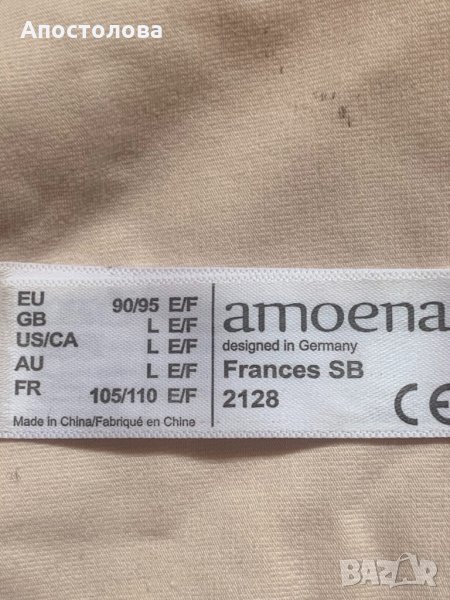 Апостолова
EU 90/95 E/F
GB L E/F
US/CA L E/F
AU L E/F
FR 105/110 E/F
Made in China/Fabriqué en Chine
amoena
designed in Germany
Frances SB
2128
CE
BAZAR